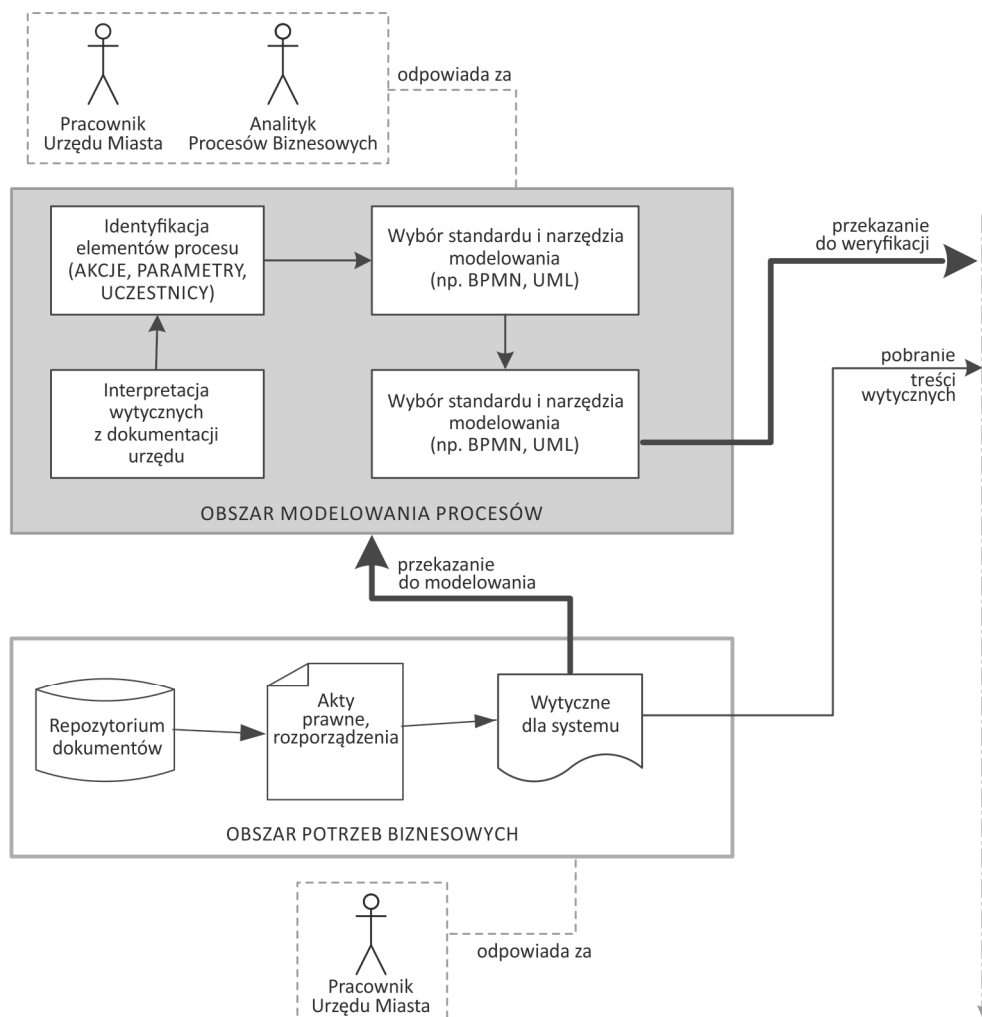 odpowiada za
Pracownik
Urzędu Miasta
Analityk
Procesów Biznesowych
Identyfikacja
elementów procesu
(AKCJE, PARAMETRY,
UCZESTNICY)
Wybór standardu i narzędzia
modelowania
(np. BPMN, UML)
przekazanie
do weryfikacji
Interpretacja
wytycznych
z dokumentacji
urzędu
Wybór standardu i narzędzia
modelowania
(np. BPMN, UML)
pobranie
treści
wytycznych
OBSZAR MODELOWANIA PROCESÓW
przekazanie
do modelowania
Repozytorium
dokumentów
Akty
prawne,
rozporządzenia
Wytyczne
dla systemu
OBSZAR POTRZEB BIZNESOWYCH
odpowiada za
Pracownik
Urzędu Miasta